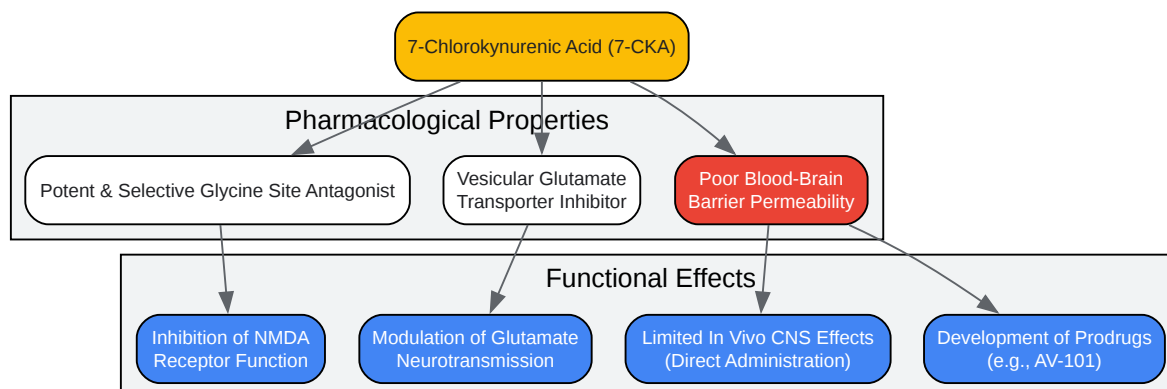 7-Chlorokynurenic Acid (7-CKA)
Pharmacological Properties
Potent & Selective Glycine Site Antagonist
Vesicular Glutamate
Transporter Inhibitor
Poor Blood-Brain
Barrier Permeability
Functional Effects
Inhibition of NMDA
Receptor Function
Modulation of Glutamate
Neurotransmission
Limited In Vivo CNS Effects
(Direct Administration)
Development of Prodrugs
(e.g., AV-101)